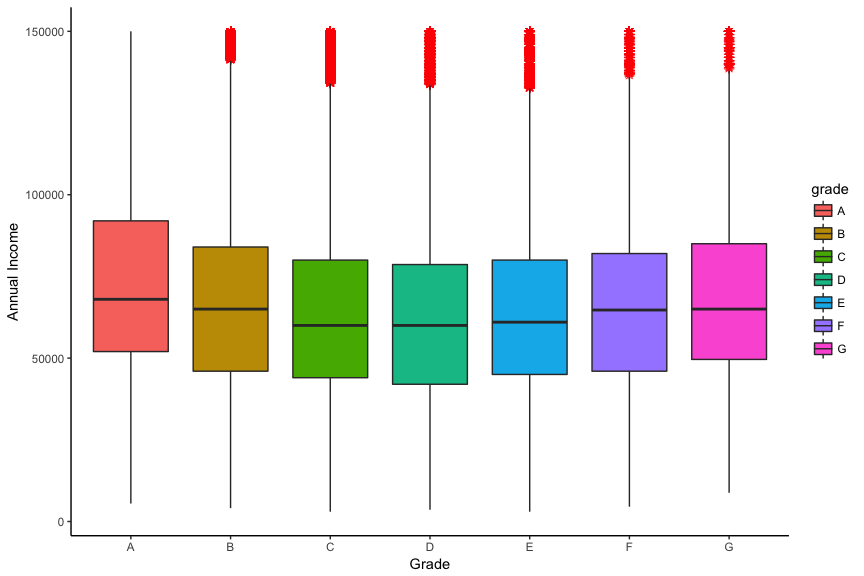 150000
100000
50000
0
Annual Income
A B C D E F G
Grade
grade
A
B
C
D
E
F
G